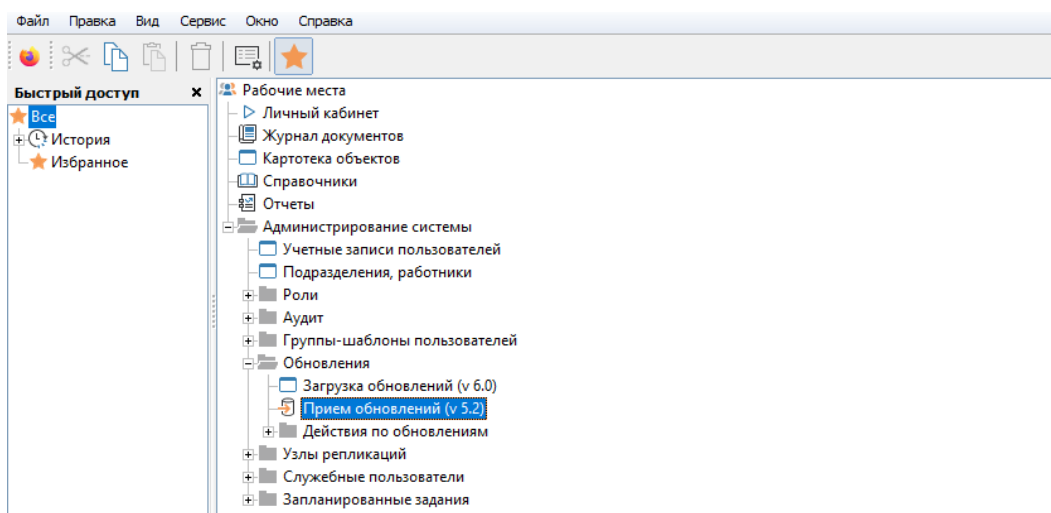 Файл Правка Вид Сервис Окно Справка
Быстрый доступ
Все
История
Избранное
Рабочие места
Личный кабинет
Журнал документов
Картотека объектов
Справочники
Отчеты
Администрирование системы
Учетные записи пользователей
Подразделения, работники
Роли
Аудит
Группы-шаблоны пользователей
Обновления
Загрузка обновлений (v 6.0)
Прием обновлений (v 5.2)
Действия по обновлениям
Узлы репликаций
Служебные пользователи
Запланированные задания